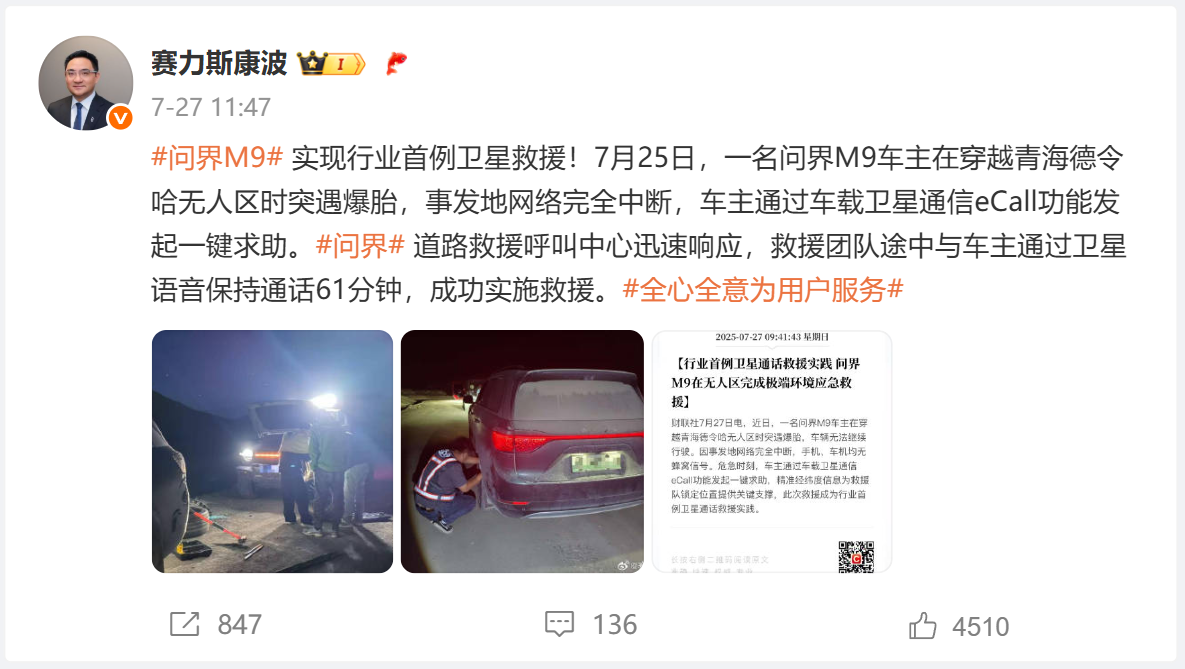 赛力斯康波
I
V
7-27 11:47
#问界M9# 实现行业首例卫星救援！7月25日，一名问界M9车主在穿越青海德令
哈无人区时突遇爆胎，事发地网络完全中断，车主通过车载卫星通信eCall功能发
起一键求助。#问界# 道路救援呼叫中心迅速响应，救援团队途中与车主通过卫星
语音保持通话61分钟，成功实施救援。#全心全意为用户服务#
2025-07-27 09:41:43 星期日
【行业首例卫星通话救援实践 问界
M9在无人区完成极端环境应急救
援】
财联社7月27日电，近日，一名问界M9车主在穿
越青海德令哈无人区时突遇爆胎，车辆无法继续
行驶。因事发地网络完全中断，手机、车机均无
蜂窝信号。危急时刻，车主通过车载卫星通信
eCall功能发起一键求助，精准经纬度信息为救援
队锁定位置提供关键支撑，此次救援成为行业首
例卫星通话救援实践。
长按右侧二维码阅读原文
847
136
4510